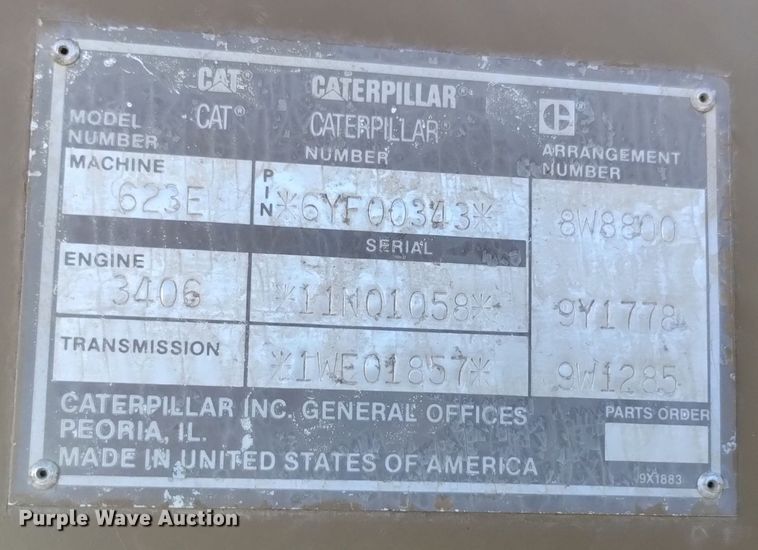 CAT® CATERPILLAR®
CAT® CATERPILLAR®
MODEL NUMBER
NUMBER
ARRANGEMENT NUMBER
MACHINE
623E
PIN
*6YF00343*
8W8800
SERIAL
ENGINE
3406
*11N01058*
9Y1778
TRANSMISSION
*1WE01857*
9W1285
CATERPILLAR INC. GENERAL OFFICES
PEORIA, IL.
MADE IN UNITED STATES OF AMERICA
PARTS ORDER
9X1883
Purple Wave Auction